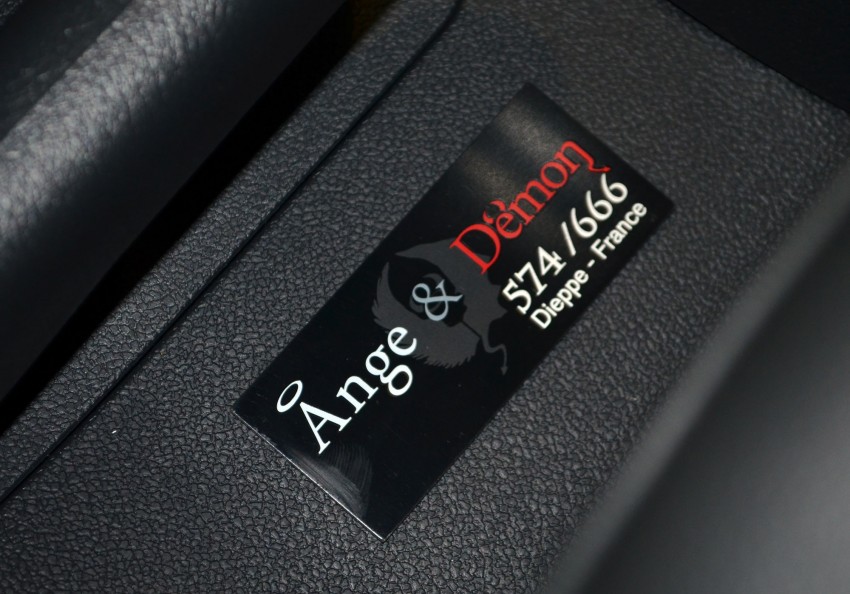 Ange & Démon
574/666
Dieppe - France